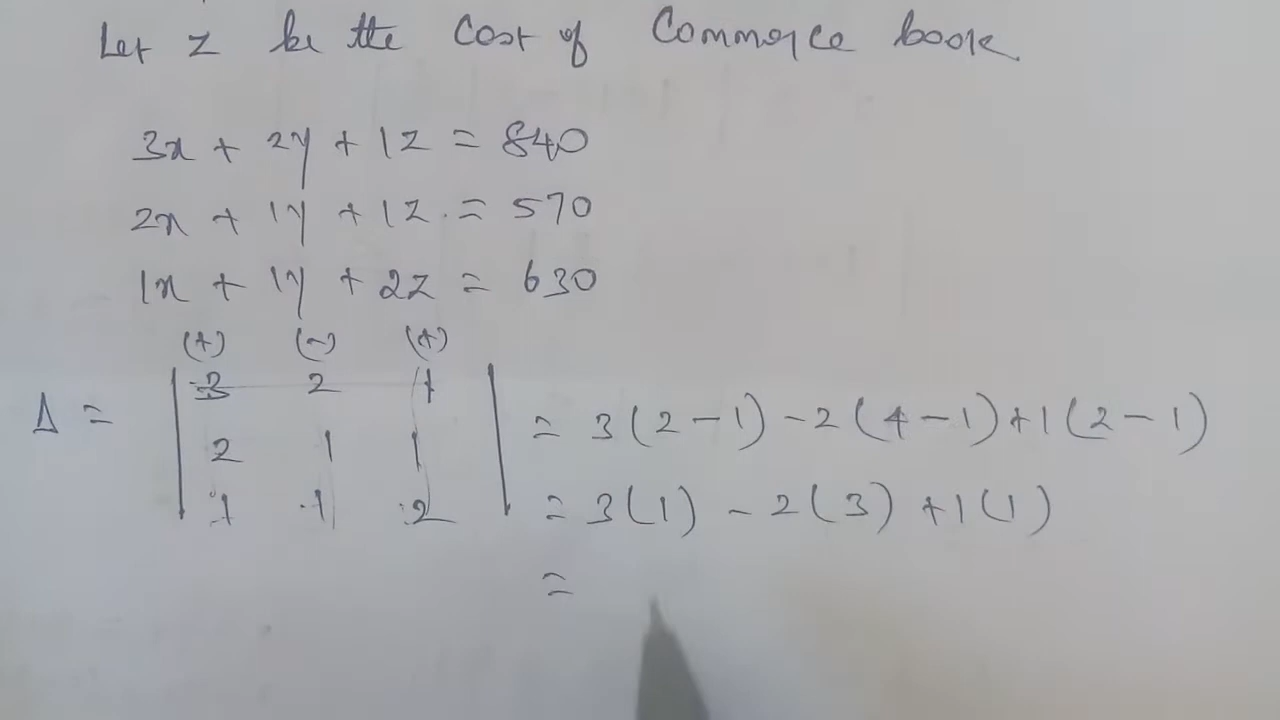 Let z be the cost of Commerce book
3x + 2y + 1z = 840
2x + 1y + 1z = 570
1x + 1y + 2z = 630
(+) (-) (+)
Δ = | 3 2 1 | = 3(2-1) -2(4-1)+1(2-1)
2 1 1
1 1 2 = 3(1) - 2(3) +1(1)
=